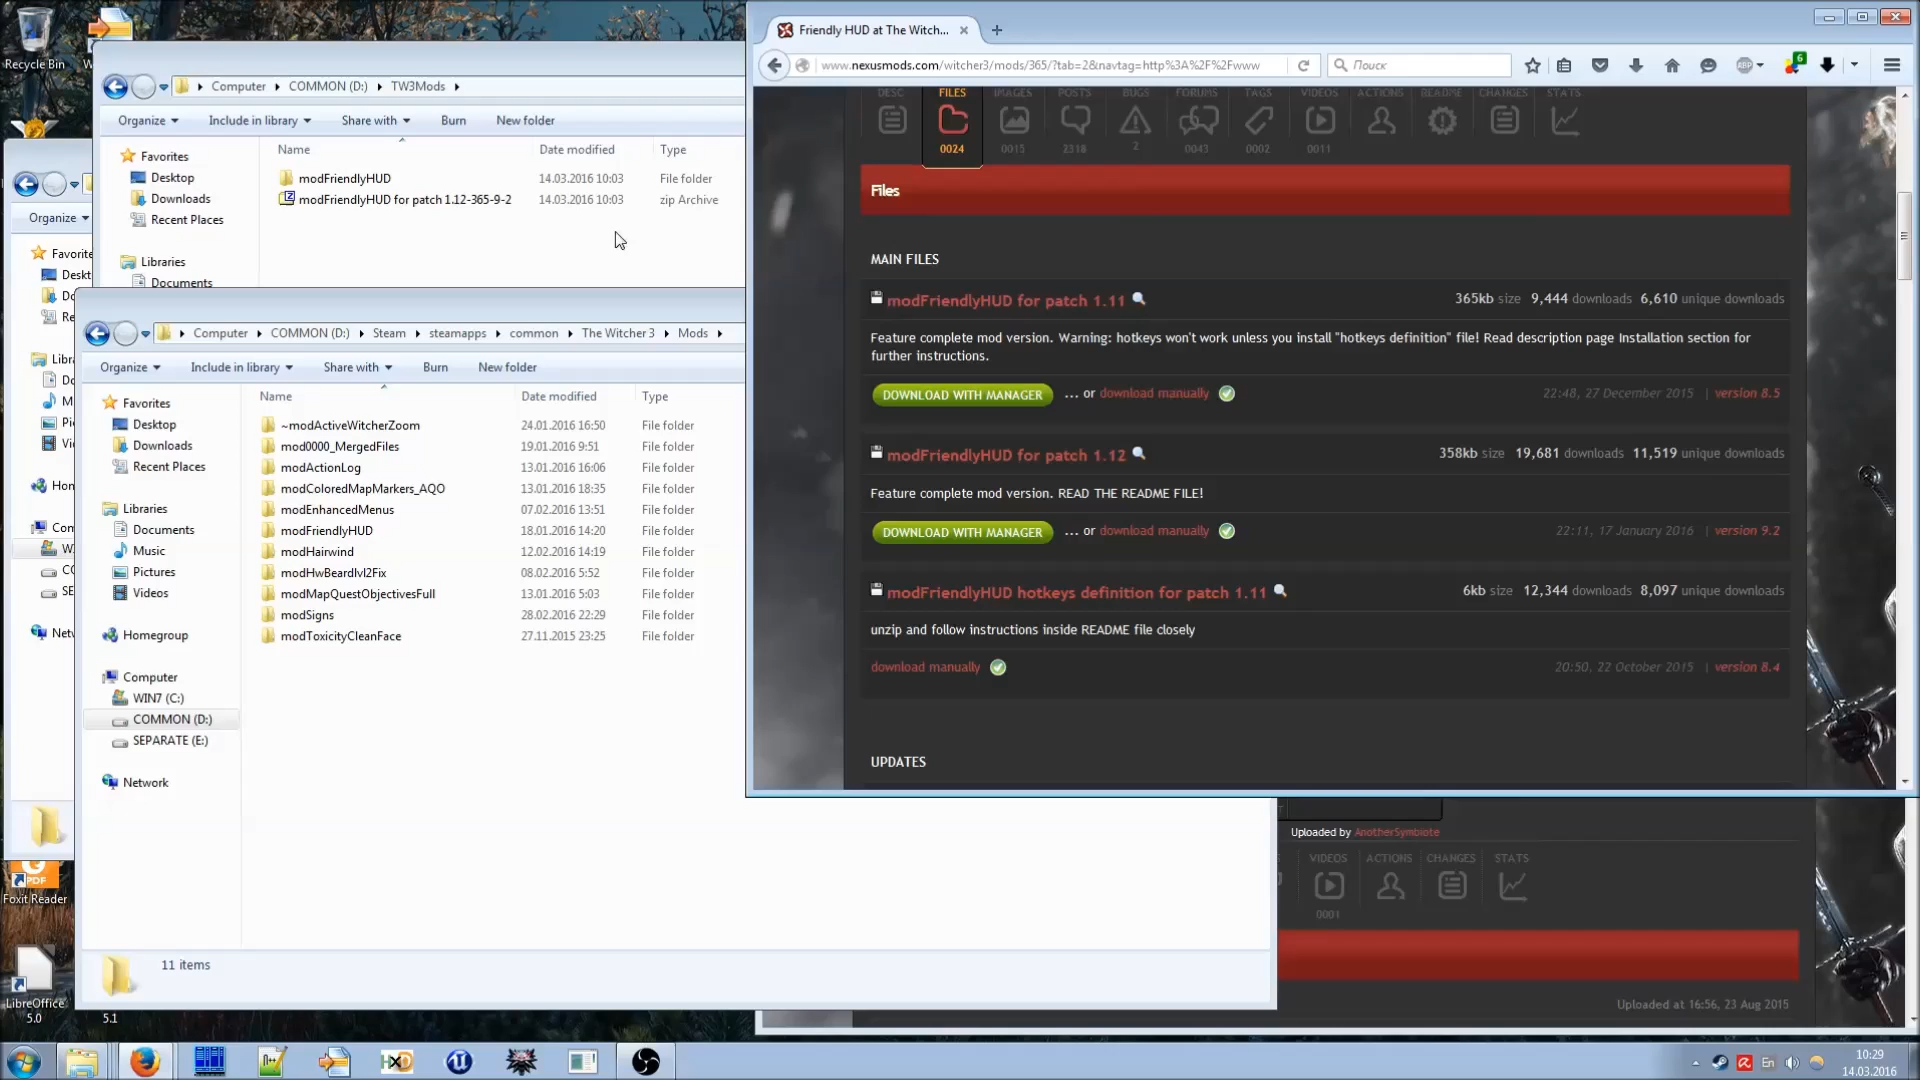 Recycle Bin
Computer COMMON (D:) TW3Mods
Organize Include in library Share with Burn New folder
Name Date modified Type
modFriendlyHUD 14.03.2016 10:03 File folder
modFriendlyHUD for patch 1.12-365-9-2 14.03.2016 10:03 zip Archive
Favorites
Desktop
Downloads
Recent Places
Libraries
Documents
Organize
Computer COMMON (D:) Steam steamapps common The Witcher 3 Mods
Organize Include in library Share with Burn New folder
Name Date modified Type
~modActiveWitcherZoom 24.01.2016 16:50 File folder
mod0000_MergedFiles 19.01.2016 9:51 File folder
modActionLog 13.01.2016 16:06 File folder
modColoredMapMarkers_AQO 13.01.2016 18:35 File folder
modEnhancedMenus 07.02.2016 13:51 File folder
modFriendlyHUD 18.01.2016 14:20 File folder
modHairwind 12.02.2016 14:19 File folder
modHwBeardlvl2Fix 08.02.2016 5:52 File folder
modMapQuestObjectivesFull 13.01.2016 5:03 File folder
modSigns 28.02.2016 22:29 File folder
modToxicityCleanFace 27.11.2015 23:25 File folder
Favorites
Desktop
Downloads
Recent Places
Libraries
Documents
Music
Pictures
Videos
Homegroup
Computer
WIN7 (C:)
COMMON (D:)
SEPARATE (E:)
Network
11 items
Friendly HUD at The Witch...
www.nexusmods.com/witcher3/mods/365/?tab=2&navtag=http%3A%2F%2Fwww
Поиск
6
DESC FILES IMAGES POSTS BUGS FORUMS TAGS VIDEOS ACTIONS README CHANGES STATS
0024 0015 2318 2 0043 0002 0011
Files
MAIN FILES
modFriendlyHUD for patch 1.11 365kb size 9,444 downloads 6,610 unique downloads
Feature complete mod version. Warning: hotkeys won't work unless you install "hotkeys definition" file! Read description page Installation section for
further instructions.
DOWNLOAD WITH MANAGER ... or download manually 22:48, 27 December 2015 | version 8.5
modFriendlyHUD for patch 1.12 358kb size 19,681 downloads 11,519 unique downloads
Feature complete mod version. READ THE README FILE!
DOWNLOAD WITH MANAGER ... or download manually 22:11, 17 January 2016 | version 9.2
modFriendlyHUD hotkeys definition for patch 1.11 6kb size 12,344 downloads 8,097 unique downloads
unzip and follow instructions inside README file closely
download manually 20:50, 22 October 2015 | version 8.4
UPDATES
Uploaded by AnotherSymbiote
VIDEOS ACTIONS CHANGES STATS
0001
Uploaded at 16:56, 23 Aug 2015
PDF
Foxit Reader
LibreOffice
5.0
5.1
En
10:29
14.03.2016